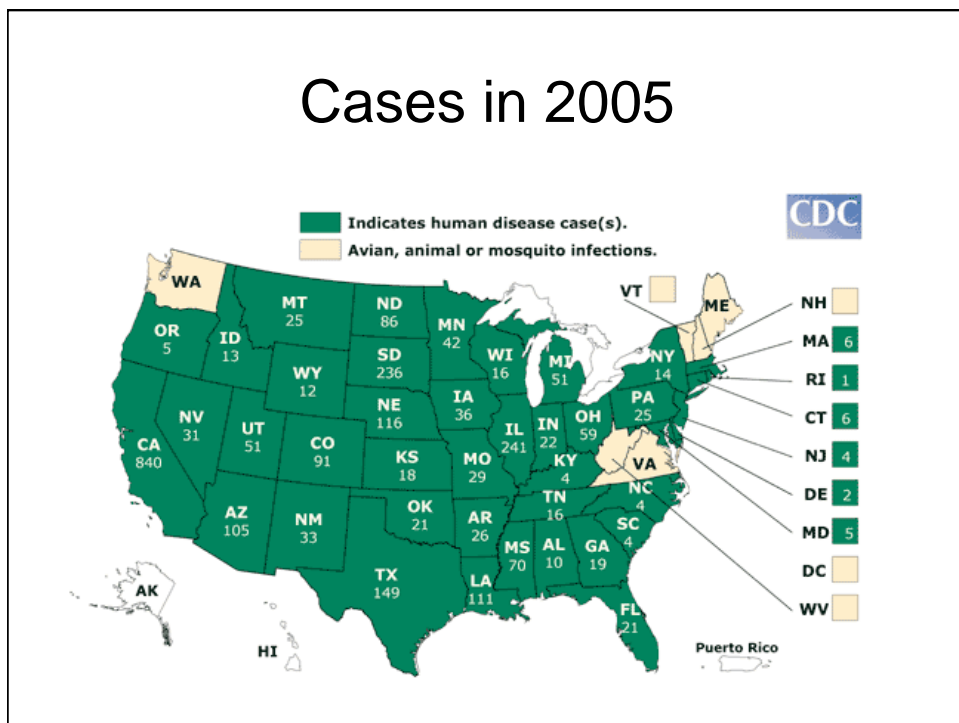 Cases in 2005
CDC
Indicates human disease case(s).
Avian, animal or mosquito infections.
WA
MT
25
ND
86
MN
42
VT
ME
NH
OR
5
ID
13
SD
236
WI
16
MI
51
NY
14
MA 6
WY
12
RI 1
NE
116
IA
36
PA
25
CT 6
NV
31
UT
51
CO
91
IL
241
IN
22
OH
59
CA
840
KS
18
MO
29
KY
4
VA
NJ 4
DE 2
AZ
105
NM
33
OK
21
AR
26
TN
16
NC
4
SC
4
MD 5
MS
70
AL
10
GA
19
TX
149
LA
111
DC
AK
FL
21
WV
HI
Puerto Rico